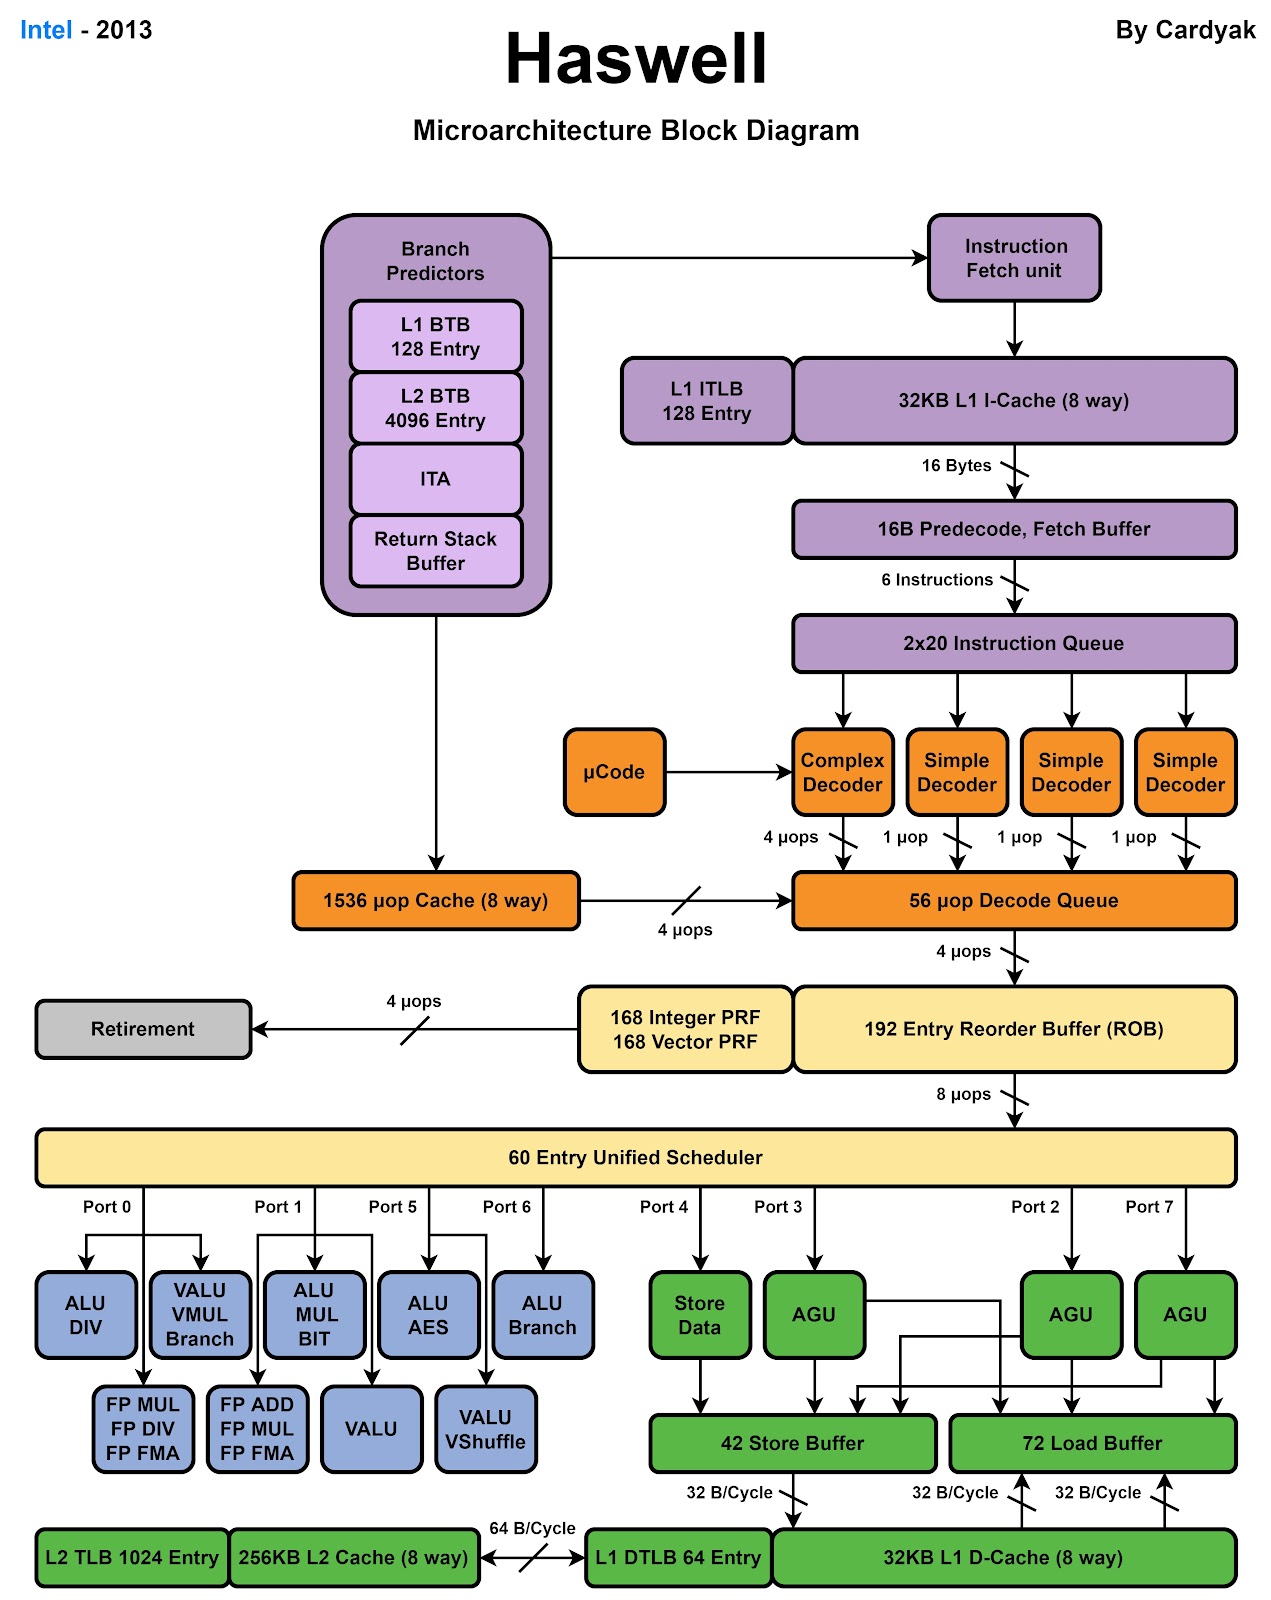 Intel - 2013
By Cardyak
Haswell
Microarchitecture Block Diagram
Branch
Predictors
L1 BTB
128 Entry
L2 BTB
4096 Entry
ITA
Return Stack
Buffer
Instruction
Fetch unit
L1 ITLB
128 Entry
32KB L1 I-Cache (8 way)
16 Bytes
16B Predecode, Fetch Buffer
6 Instructions
2x20 Instruction Queue
µCode
Complex
Decoder
Simple
Decoder
Simple
Decoder
Simple
Decoder
4 µops
1 µop
1 µop
1 µop
1536 µop Cache (8 way)
4 µops
56 µop Decode Queue
4 µops
Retirement
4 µops
168 Integer PRF
168 Vector PRF
192 Entry Reorder Buffer (ROB)
8 µops
60 Entry Unified Scheduler
Port 0
Port 1
Port 5
Port 6
Port 4
Port 3
Port 2
Port 7
ALU
DIV
VALU
VMUL
Branch
ALU
MUL
BIT
ALU
AES
ALU
Branch
Store
Data
AGU
AGU
AGU
FP MUL
FP DIV
FP FMA
FP ADD
FP MUL
FP FMA
VALU
VALU
VShuffle
42 Store Buffer
72 Load Buffer
32 B/Cycle
32 B/Cycle
32 B/Cycle
L2 TLB 1024 Entry
256KB L2 Cache (8 way)
64 B/Cycle
L1 DTLB 64 Entry
32KB L1 D-Cache (8 way)